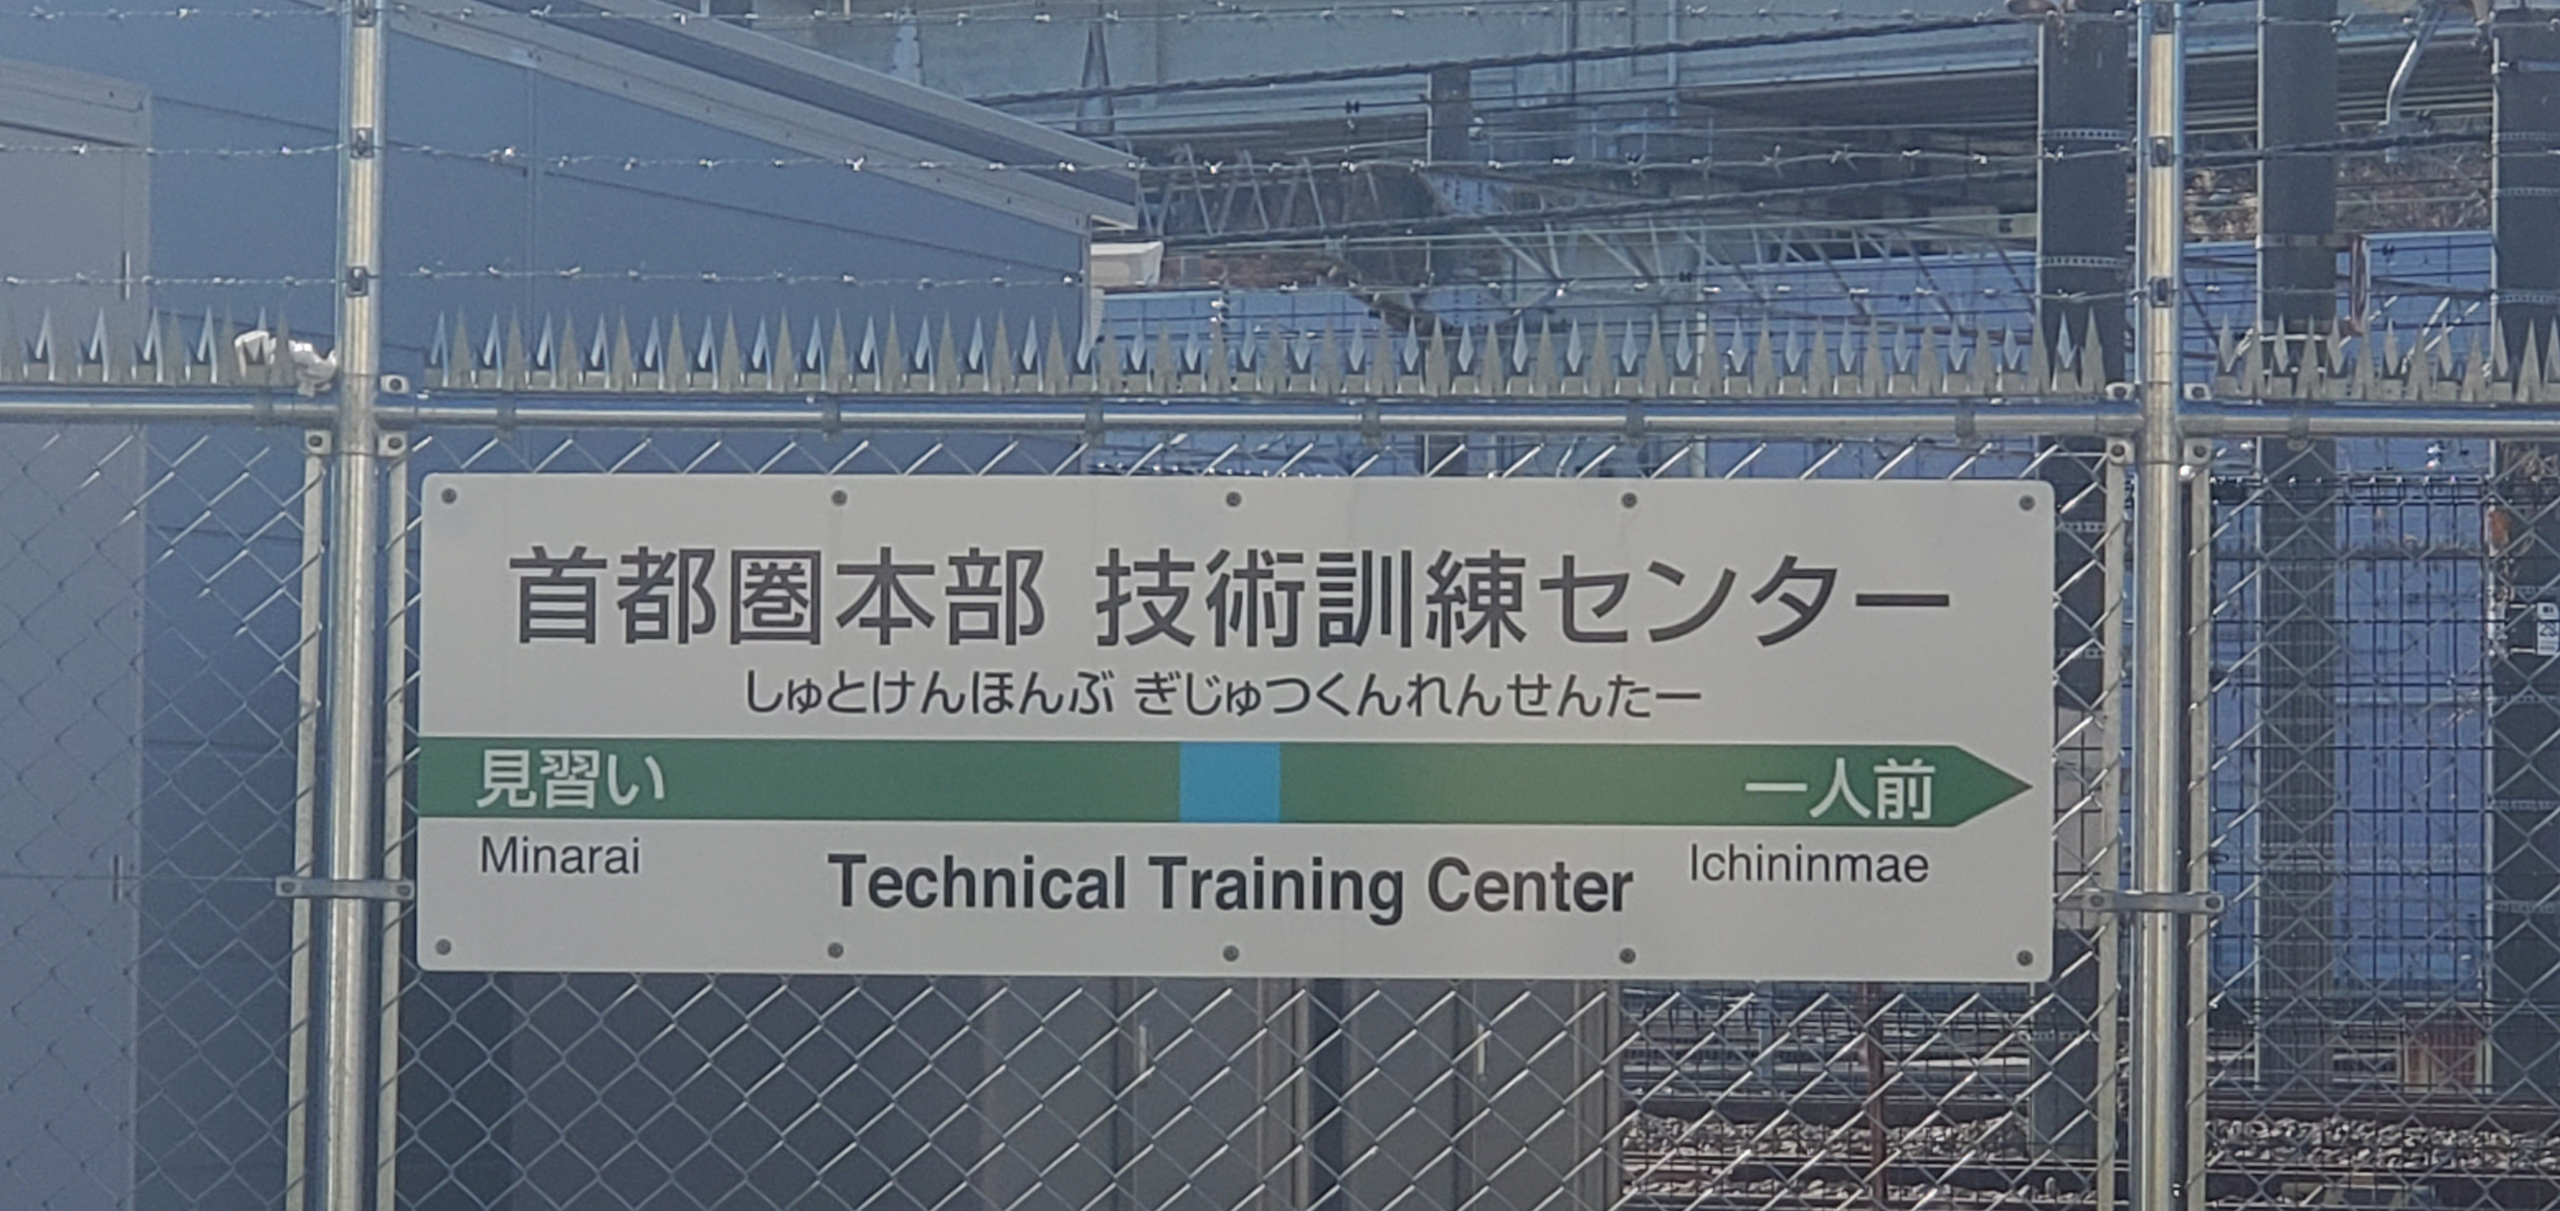 首都圏本部 技術訓練センター
しゅとけんほんぶ ぎじゅつくんれんせんたー
見習い 一人前
Minarai Technical Training Center Ichininmae